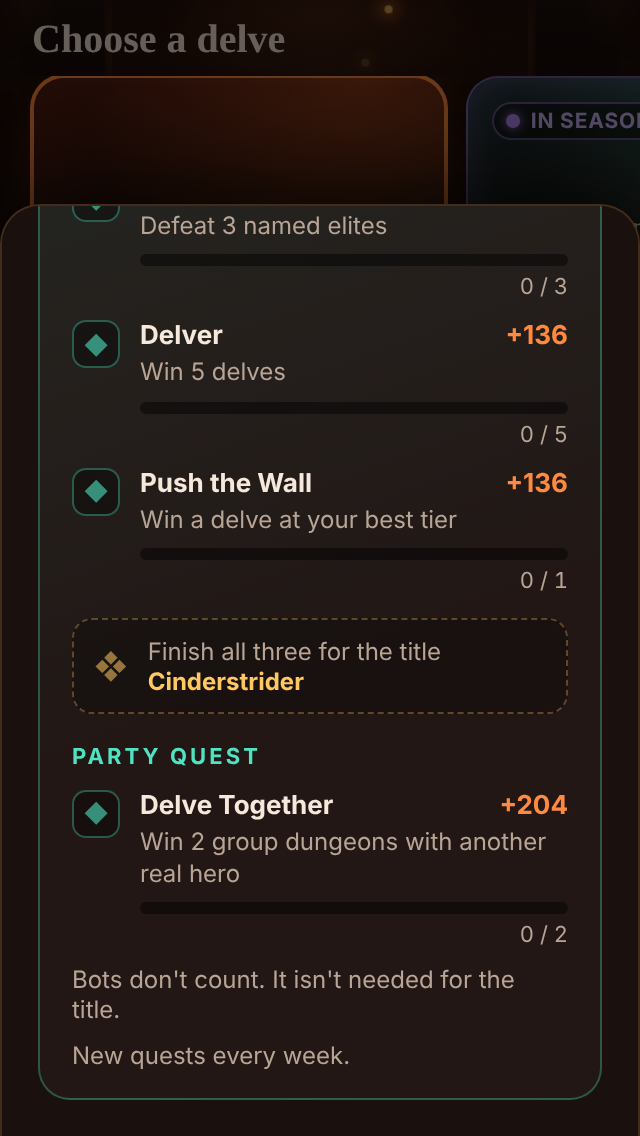 Choose a delve
IN SEASO
Defeat 3 named elites
0 / 3
Delver +136
Win 5 delves
0 / 5
Push the Wall +136
Win a delve at your best tier
0 / 1
Finish all three for the title
Cinderstrider
PARTY QUEST
Delve Together +204
Win 2 group dungeons with another
real hero
0 / 2
Bots don't count. It isn't needed for the
title.
New quests every week.